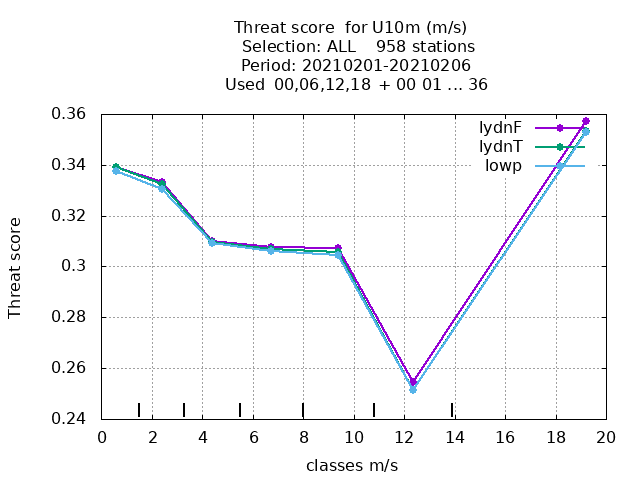 Threat score  for U10m (m/s)
Selection: ALL    958 stations
Period: 20210201-20210206
Used  00,06,12,18  + 00 01 ... 36
lydnF
lydnT
lowp
Threat score
0.36
0.34
0.32
0.3
0.28
0.26
0.24
0 2 4 6 8 10 12 14 16 18 20
classes m/s